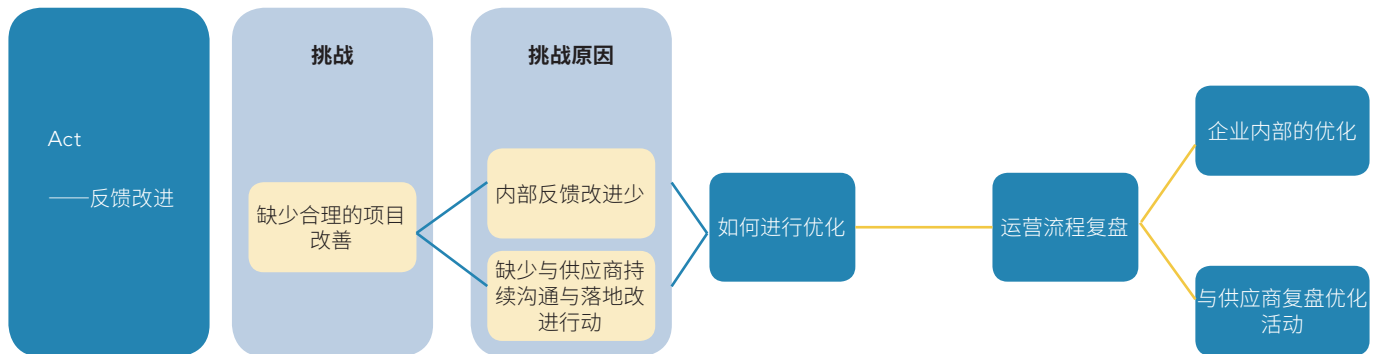 Act
——反馈改进
挑战
缺少合理的项目
改善
挑战原因
内部反馈改进少
缺少与供应商持
续沟通与落地改
进行动
如何进行优化
运营流程复盘
企业内部的优化
与供应商复盘优化
活动